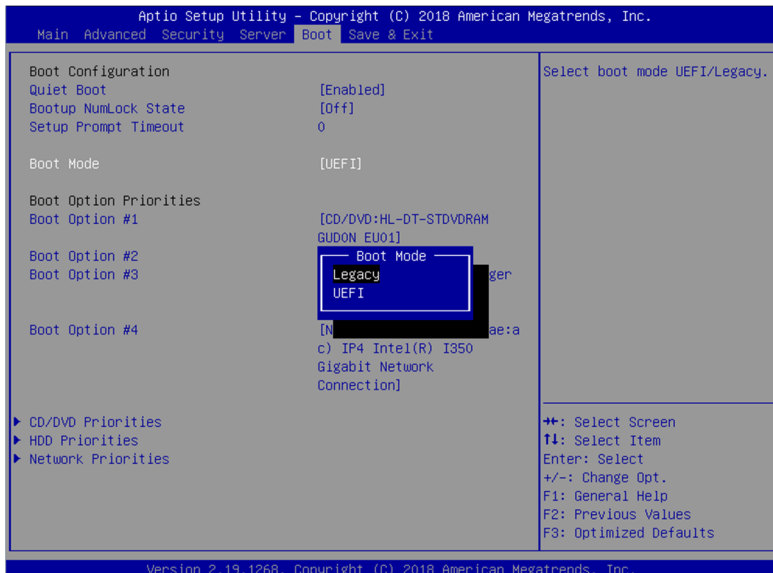 Aptio Setup Utility – Copyright (C) 2018 American Megatrends, Inc.
Main Advanced Security Server Boot Save & Exit
Boot Configuration
Quiet Boot [Enabled]
Bootup NumLock State [Off]
Setup Prompt Timeout 0
Boot Mode [UEFI]
Boot Option Priorities
Boot Option #1 [CD/DVD:HL-DT-STDVDRAM
GUD0N EU01]
Boot Option #2
Boot Option #3 ger
Boot Option #4 [N ae:a
c) IP4 Intel(R) I350
Gigabit Network
Connection]
Boot Mode
Legacy
UEFI
CD/DVD Priorities
HDD Priorities
Network Priorities
Select boot mode UEFI/Legacy.
→←: Select Screen
↑↓: Select Item
Enter: Select
+/-: Change Opt.
F1: General Help
F2: Previous Values
F3: Optimized Defaults
Version 2.19.1268. Copyright (C) 2018 American Megatrends, Inc.